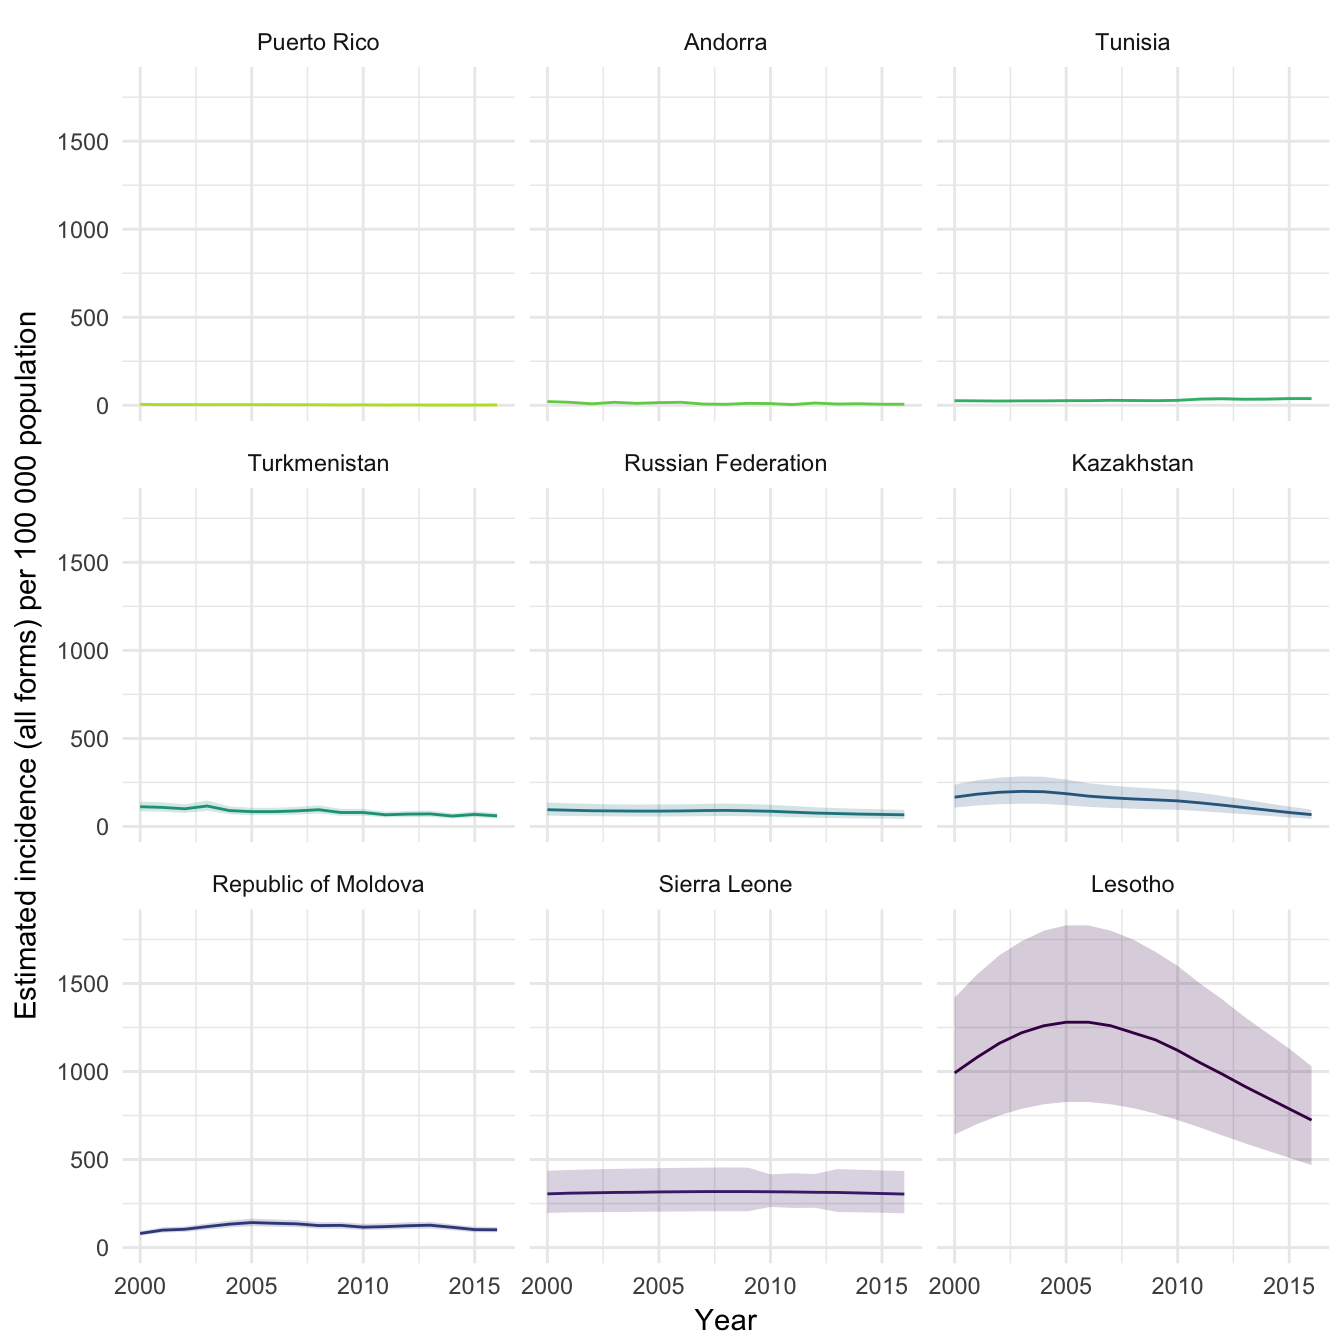 Puerto Rico Andorra Tunisia
1500
1000
500
0
Turkmenistan Russian Federation Kazakhstan
1500
1000
500
0
Republic of Moldova Sierra Leone Lesotho
1500
1000
500
0
2000 2005 2010 2015 2000 2005 2010 2015 2000 2005 2010 2015
Year
Estimated incidence (all forms) per 100 000 population